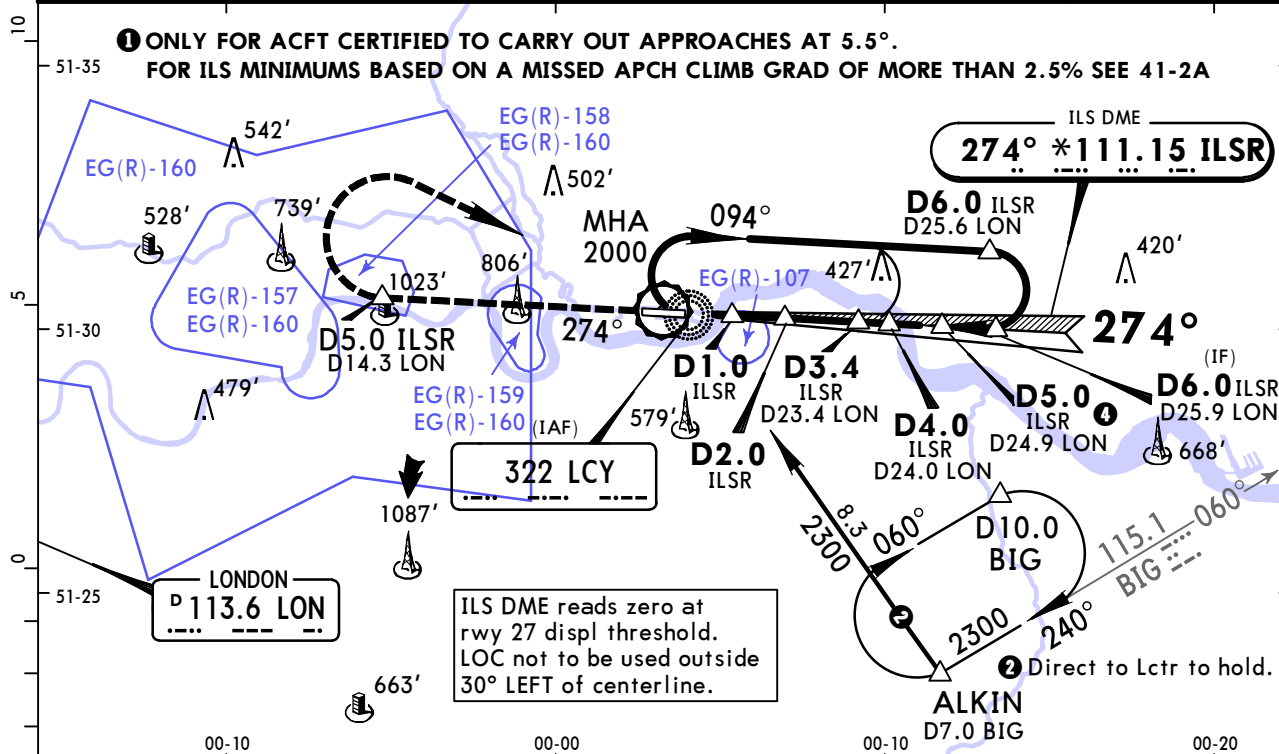 ❶ ONLY FOR ACFT CERTIFIED TO CARRY OUT APPROACHES AT 5.5°.
FOR ILS MINIMUMS BASED ON A MISSED APCH CLIMB GRAD OF MORE THAN 2.5% SEE 41-2A
10
51-35
5
51-30
0
51-25
EG(R)-160
542'
EG(R)-158
EG(R)-160
502'
ILS DME
274° *111.15 ILSR
528'
739'
MHA
2000
094°
D6.0 ILSR
D25.6 LON
420'
EG(R)-157
EG(R)-160
1023'
806'
EG(R)-107
427'
D5.0 ILSR
D14.3 LON
274°
274°
D1.0
ILSR
D2.0
ILSR
D3.4
ILSR
D23.4 LON
D4.0
ILSR
D24.0 LON
D5.0
ILSR ❹
D24.9 LON
(IF)
D6.0 ILSR
D25.9 LON
479'
EG(R)-159
EG(R)-160
(IAF)
322 LCY
579'
668'
1087'
LONDON
D 113.6 LON
ILS DME reads zero at
rwy 27 displ threshold.
LOC not to be used outside
30° LEFT of centerline.
8.3
2300
060°
D10.0
BIG
115.1
BIG
060°
❷
2300
240°
❷ Direct to Lctr to hold.
ALKIN
D7.0 BIG
663'
00-10
00-00
00-10
00-20